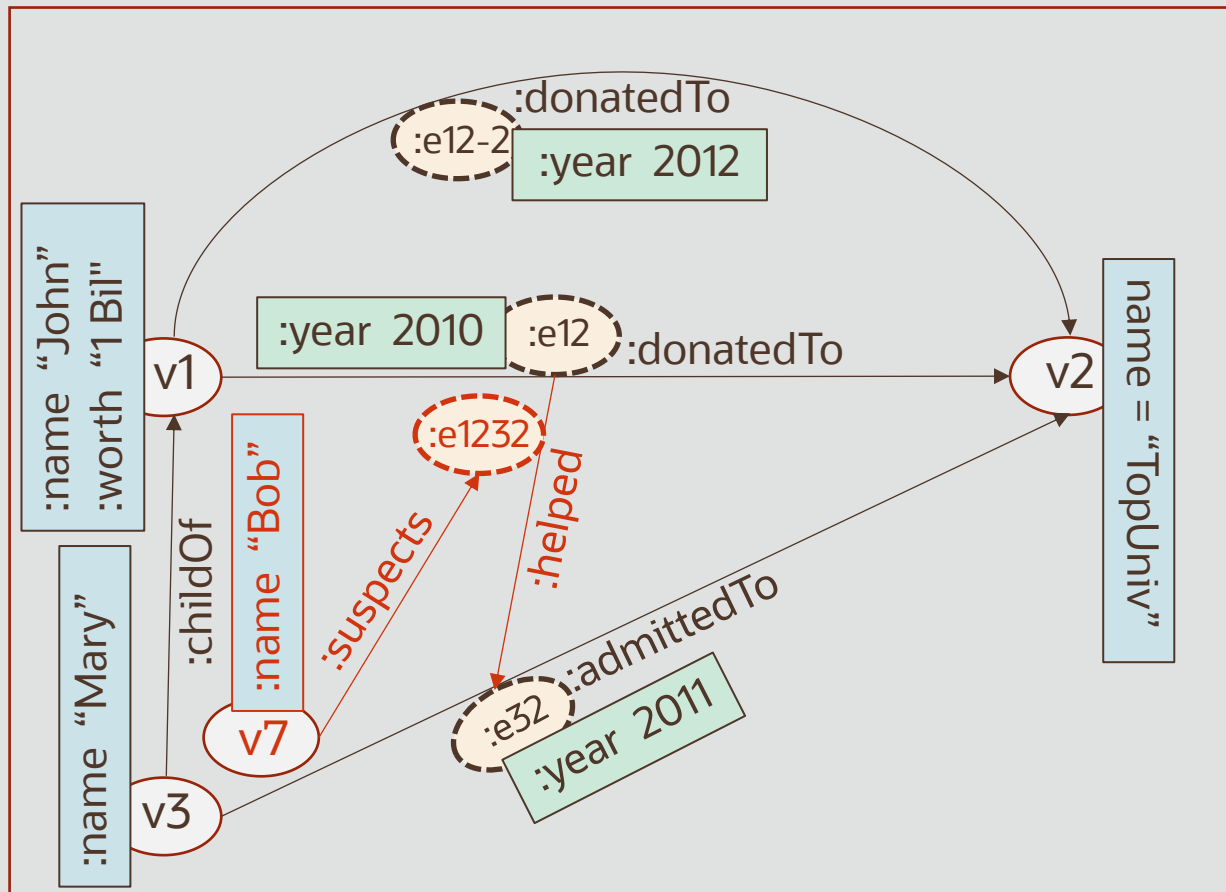 :donatedTo
:e12-2
:year 2012
:name “John”
:worth “1 Bil"
:year 2010
:e12
:donatedTo
v1
v2
name = “TopUniv”
:e1232
:name “Bob”
:helped
:suspects
:childOf
:name “Mary”
:admittedTo
:e32
:year 2011
v7
v3